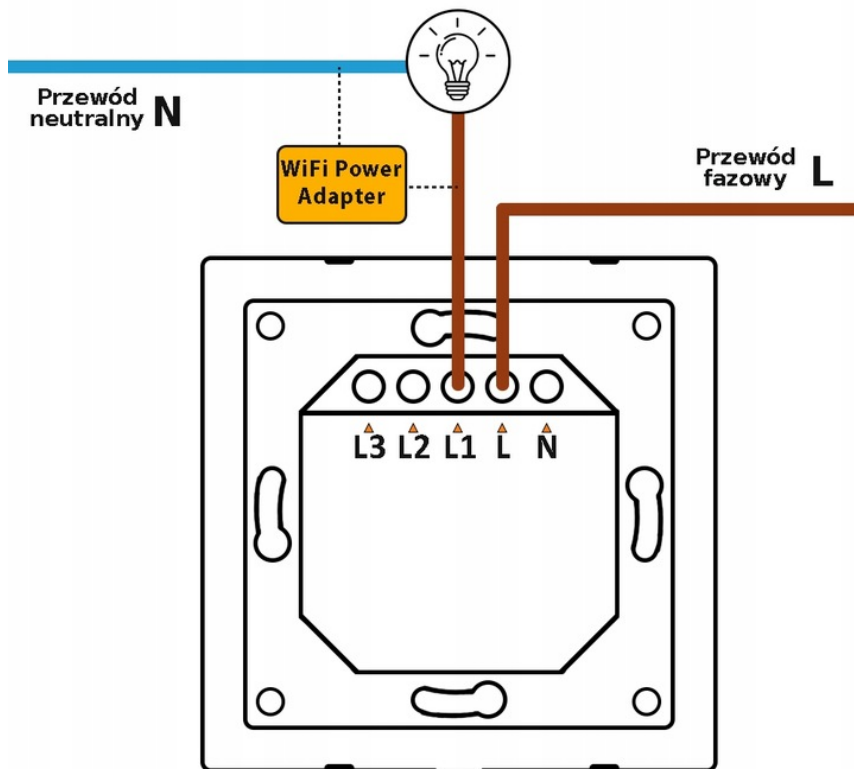 Przewód
neutralny N
WiFi Power
Adapter
Przewód
fazowy L
L3 L2 L1 L N